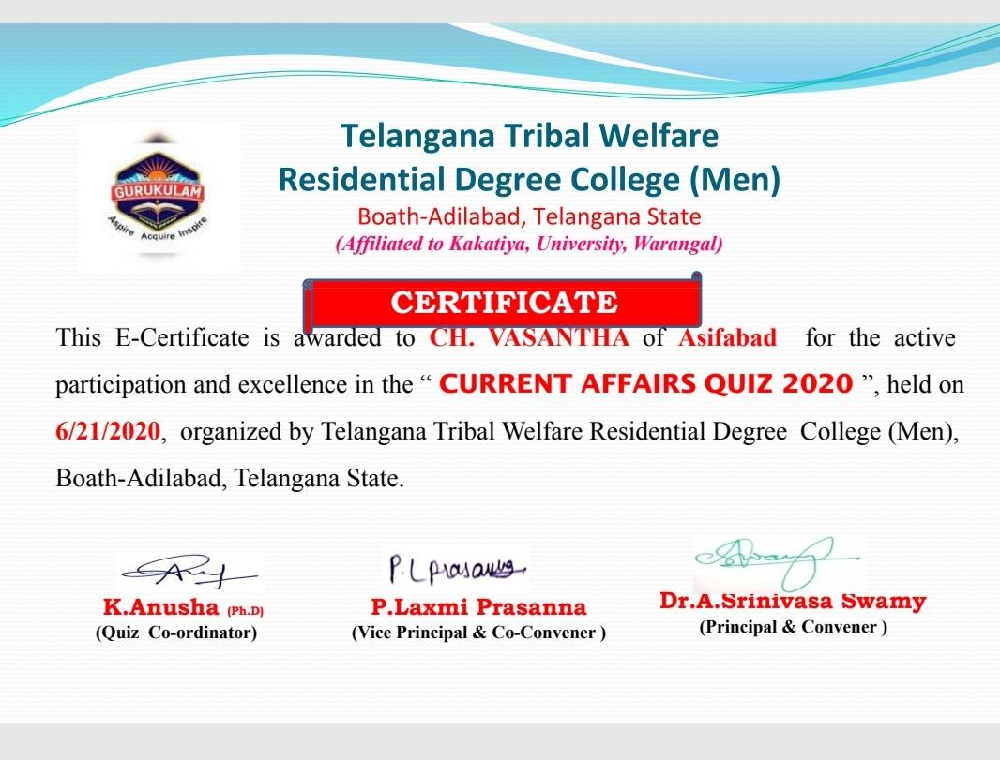 Telangana Tribal Welfare
Residential Degree College (Men)
Boath-Adilabad, Telangana State
(Affiliated to Kakatiya, University, Warangal)
GURUKULAM
Aspire Acquire Inspire
CERTIFICATE
This E-Certificate is awarded to CH. VASANTHA of Asifabad for the active
participation and excellence in the “ CURRENT AFFAIRS QUIZ 2020 ”, held on
6/21/2020, organized by Telangana Tribal Welfare Residential Degree College (Men),
Boath-Adilabad, Telangana State.
P.L prasanna
K.Anusha (Ph.D)
(Quiz Co-ordinator)
P.Laxmi Prasanna
(Vice Principal & Co-Convener )
Dr.A.Srinivasa Swamy
(Principal & Convener )